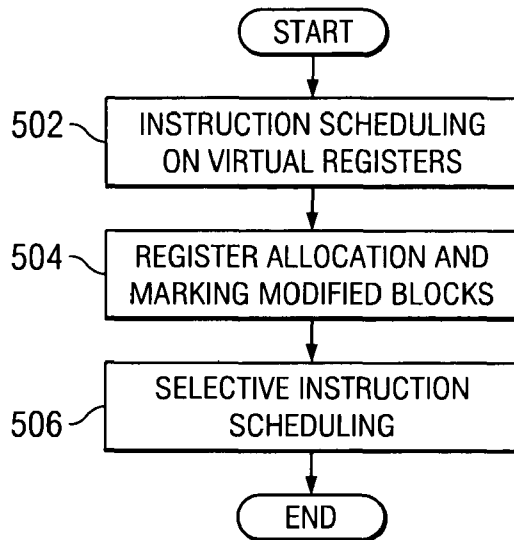 START
502
INSTRUCTION SCHEDULING
ON VIRTUAL REGISTERS
504
REGISTER ALLOCATION AND
MARKING MODIFIED BLOCKS
506
SELECTIVE INSTRUCTION
SCHEDULING
END